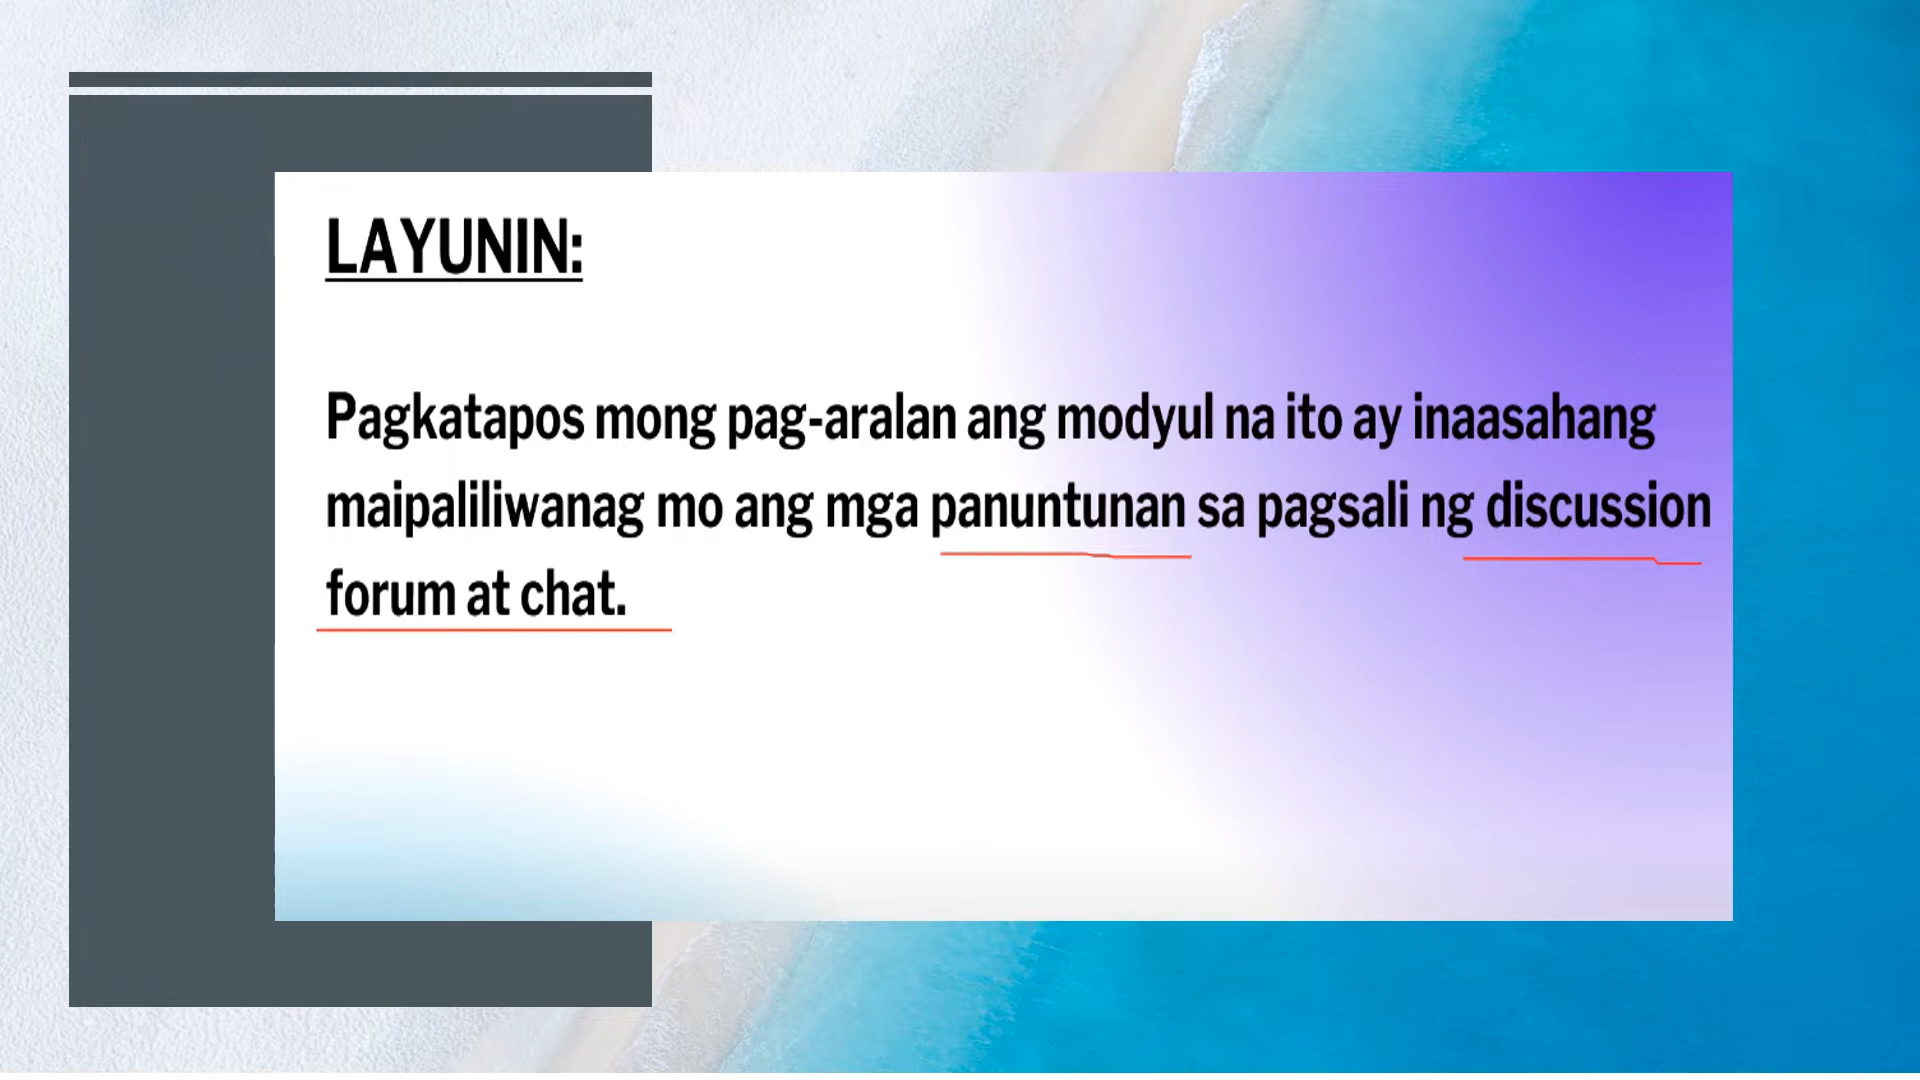 LAYUNIN:
Pagkatapos mong pag-aralan ang modyul na ito ay inaasahang
maipaliliwanag mo ang mga panuntunan sa pagsali ng discussion
forum at chat.